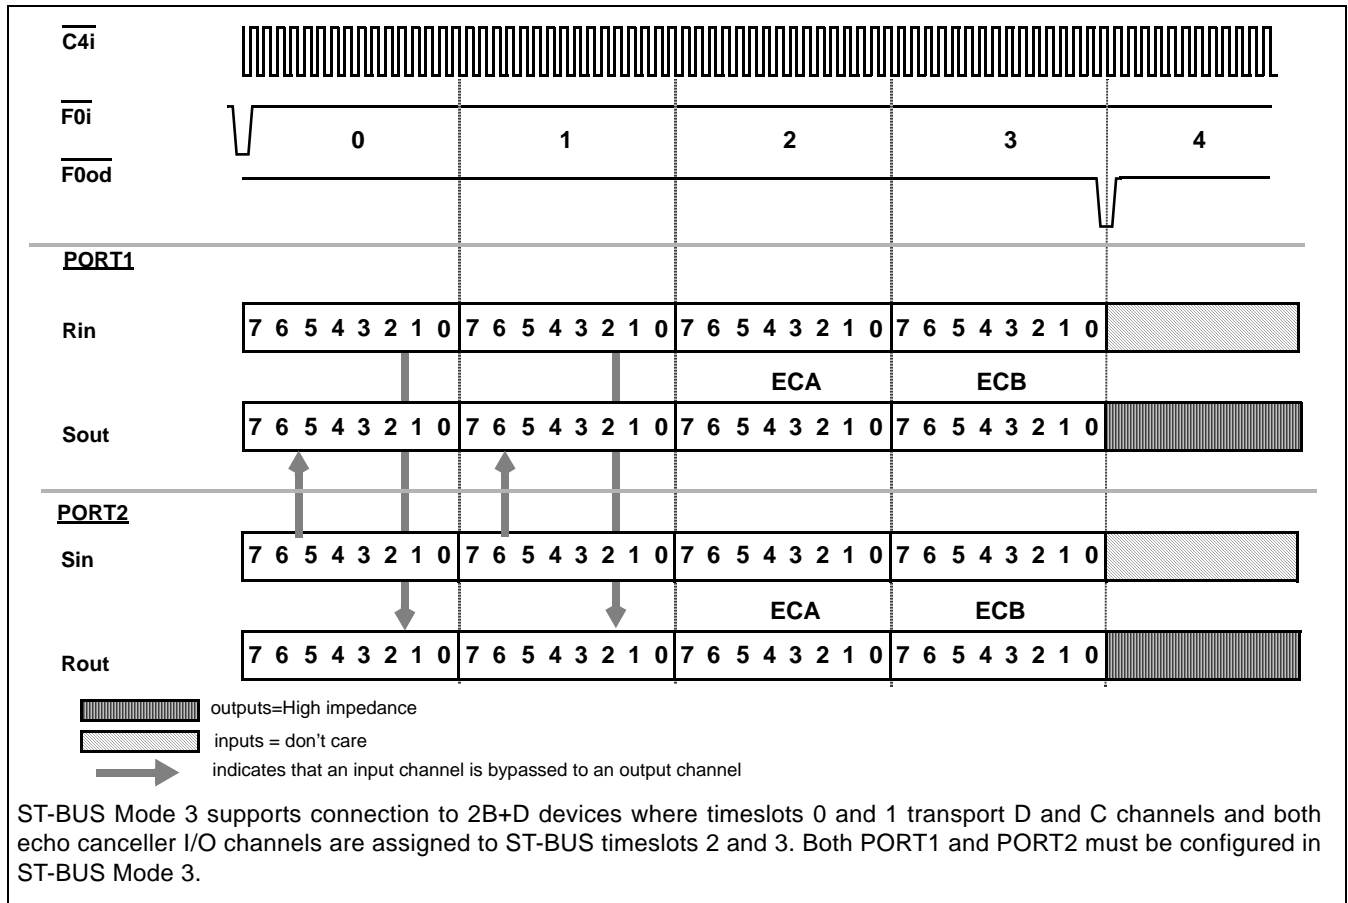 C4i
F0i
0 1 2 3 4
F0od
PORT1
Rin 7 6 5 4 3 2 1 0 7 6 5 4 3 2 1 0 7 6 5 4 3 2 1 0 7 6 5 4 3 2 1 0
ECA ECB
Sout 7 6 5 4 3 2 1 0 7 6 5 4 3 2 1 0 7 6 5 4 3 2 1 0 7 6 5 4 3 2 1 0
PORT2
Sin 7 6 5 4 3 2 1 0 7 6 5 4 3 2 1 0 7 6 5 4 3 2 1 0 7 6 5 4 3 2 1 0
ECA ECB
Rout 7 6 5 4 3 2 1 0 7 6 5 4 3 2 1 0 7 6 5 4 3 2 1 0 7 6 5 4 3 2 1 0
outputs=High impedance
inputs = don't care
indicates that an input channel is bypassed to an output channel
ST-BUS Mode 3 supports connection to 2B+D devices where timeslots 0 and 1 transport D and C channels and both
echo canceller I/O channels are assigned to ST-BUS timeslots 2 and 3. Both PORT1 and PORT2 must be configured in
ST-BUS Mode 3.